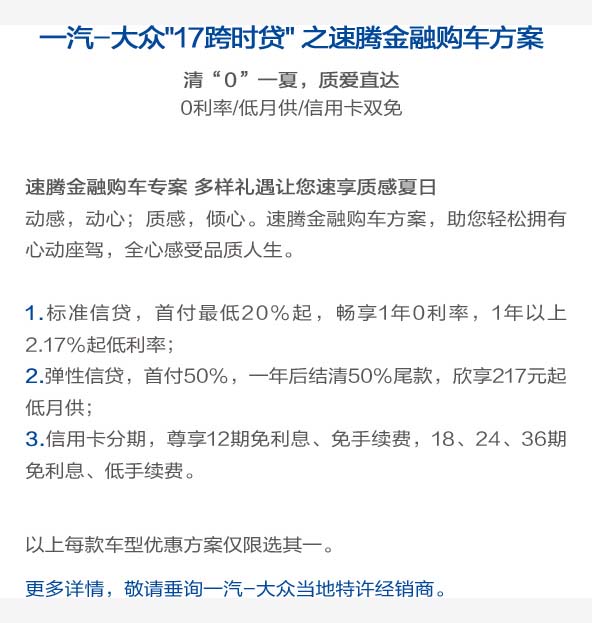 一汽-大众"17跨时贷" 之速腾金融购车方案
清“0”一夏，质爱直达
0利率/低月供/信用卡双免
速腾金融购车专案 多样礼遇让您速享质感夏日
动感，动心；质感，倾心。速腾金融购车方案，助您轻松拥有
心动座驾，全心感受品质人生。
1.标准信贷，首付最低20%起，畅享1年0利率，1年以上
2.17%起低利率；
2.弹性信贷，首付50%，一年后结清50%尾款，欣享217元起
低月供；
3.信用卡分期，尊享12期免利息、免手续费，18、24、36期
免利息、低手续费。
以上每款车型优惠方案仅限选其一。
更多详情，敬请垂询一汽-大众当地特许经销商。